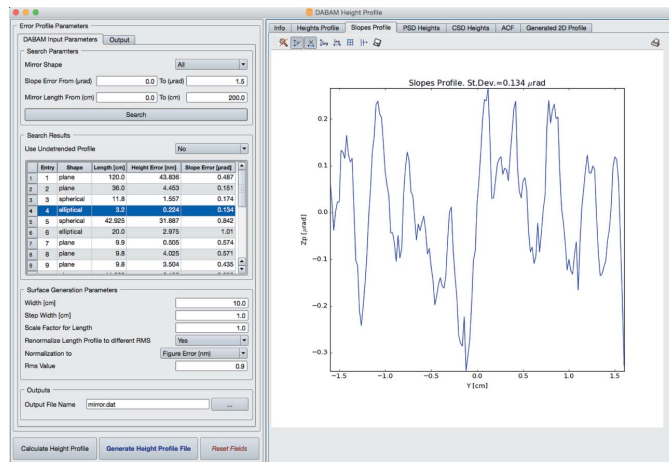 DABAM Height Profile
Error Profile Parameters
DABAM Input Parameters Output
Search Paramters
Mirror Shape All
Slope Error From (µrad) 0.0 To (µrad) 1.5
Mirror Length From (cm) 0.0 To (cm) 200.0
Search
Search Results
Use Undetrended Profile No
Entry Shape Length [cm] Height Error [nm] Slope Error [µrad]
1 1 plane 120.0 43.836 0.487
2 2 plane 36.0 4.453 0.151
3 3 spherical 11.8 1.557 0.174
4 4 elliptical 3.2 0.224 0.134
5 5 spherical 42.925 31.887 0.842
6 6 elliptical 20.0 2.975 1.01
7 7 plane 9.9 0.505 0.574
8 8 plane 9.8 4.025 0.571
9 9 plane 9.8 3.504 0.435
Surface Generation Parameters
Width [cm] 10.0
Step Width [cm] 1.0
Scale Factor for Length 1.0
Renormalize Length Profile to different RMS Yes
Normalization to Figure Error (nm)
Rms Value 0.9
Outputs
Output File Name mirror.dat ...
Calculate Height Profile Generate Height Profile File Reset Fields
Info Heights Profile Slopes Profile PSD Heights CSD Heights ACF Generated 2D Profile
Slopes Profile. St.Dev.=0.134 µrad
0.2
0.1
0.0
−0.1
−0.2
−0.3
Zp [µrad]
−1.5 −1.0 −0.5 0.0 0.5 1.0 1.5
Y [cm]